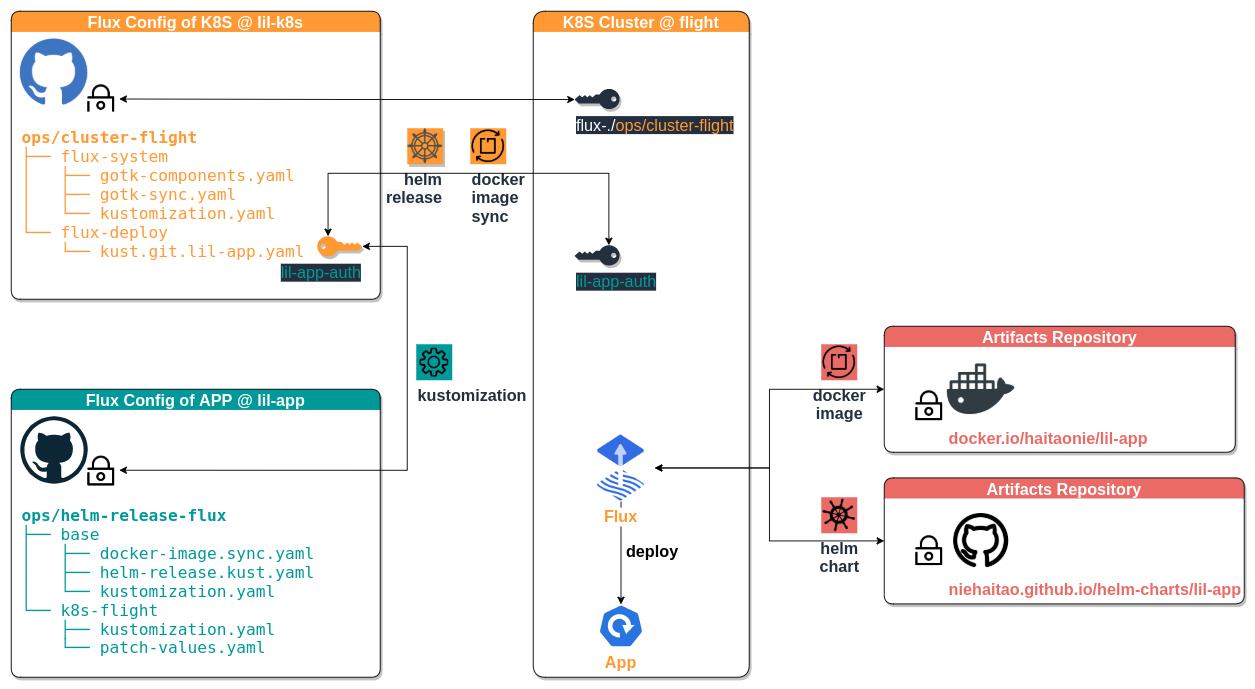 Flux Config of K8S @ lil-k8s
ops/cluster-flight
├── flux-system
│   ├── gotk-components.yaml
│   ├── gotk-sync.yaml
│   └── kustomization.yaml
└── flux-deploy
    └── kust.git.lil-app.yaml
lil-app-auth
helm
release
docker
image
sync
K8S Cluster @ flight
flux-./ops/cluster-flight
lil-app-auth
kustomization
Flux Config of APP @ lil-app
ops/helm-release-flux
├── base
│   ├── docker-image.sync.yaml
│   ├── helm-release.kust.yaml
│   └── kustomization.yaml
└── k8s-flight
    ├── kustomization.yaml
    └── patch-values.yaml
Flux
deploy
App
docker
image
helm
chart
Artifacts Repository
docker.io/haitaonie/lil-app
Artifacts Repository
niehaitao.github.io/helm-charts/lil-app